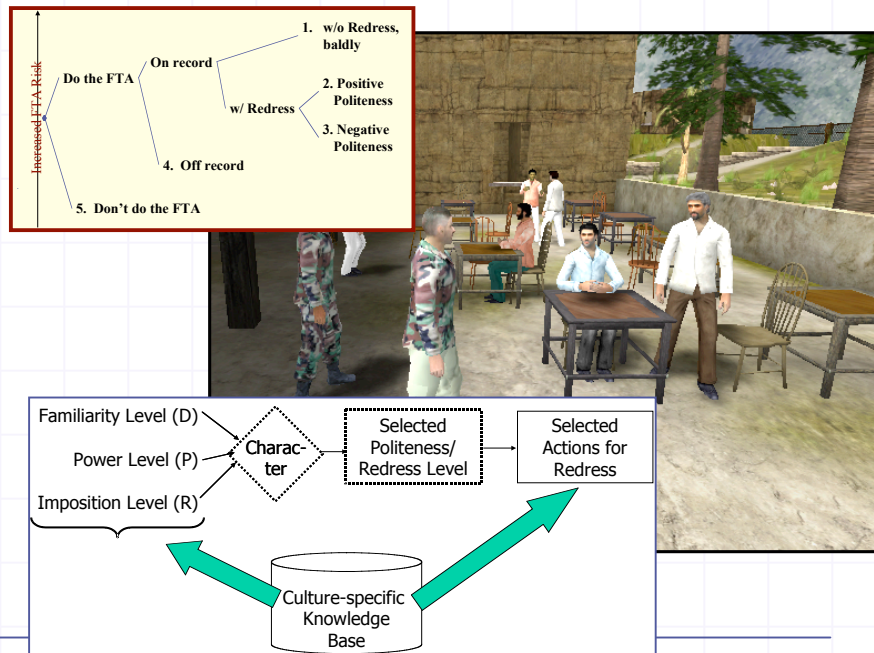 1. w/o Redress,
baldly
On record
Do the FTA
2. Positive
Politeness
w/ Redress
3. Negative
Politeness
4. Off record
5. Don't do the FTA
Increased FTA Risk
Familiarity Level (D)
Power Level (P)
Imposition Level (R)
Charac-
ter
Selected
Politeness/
Redress Level
Selected
Actions for
Redress
Culture-specific
Knowledge
Base